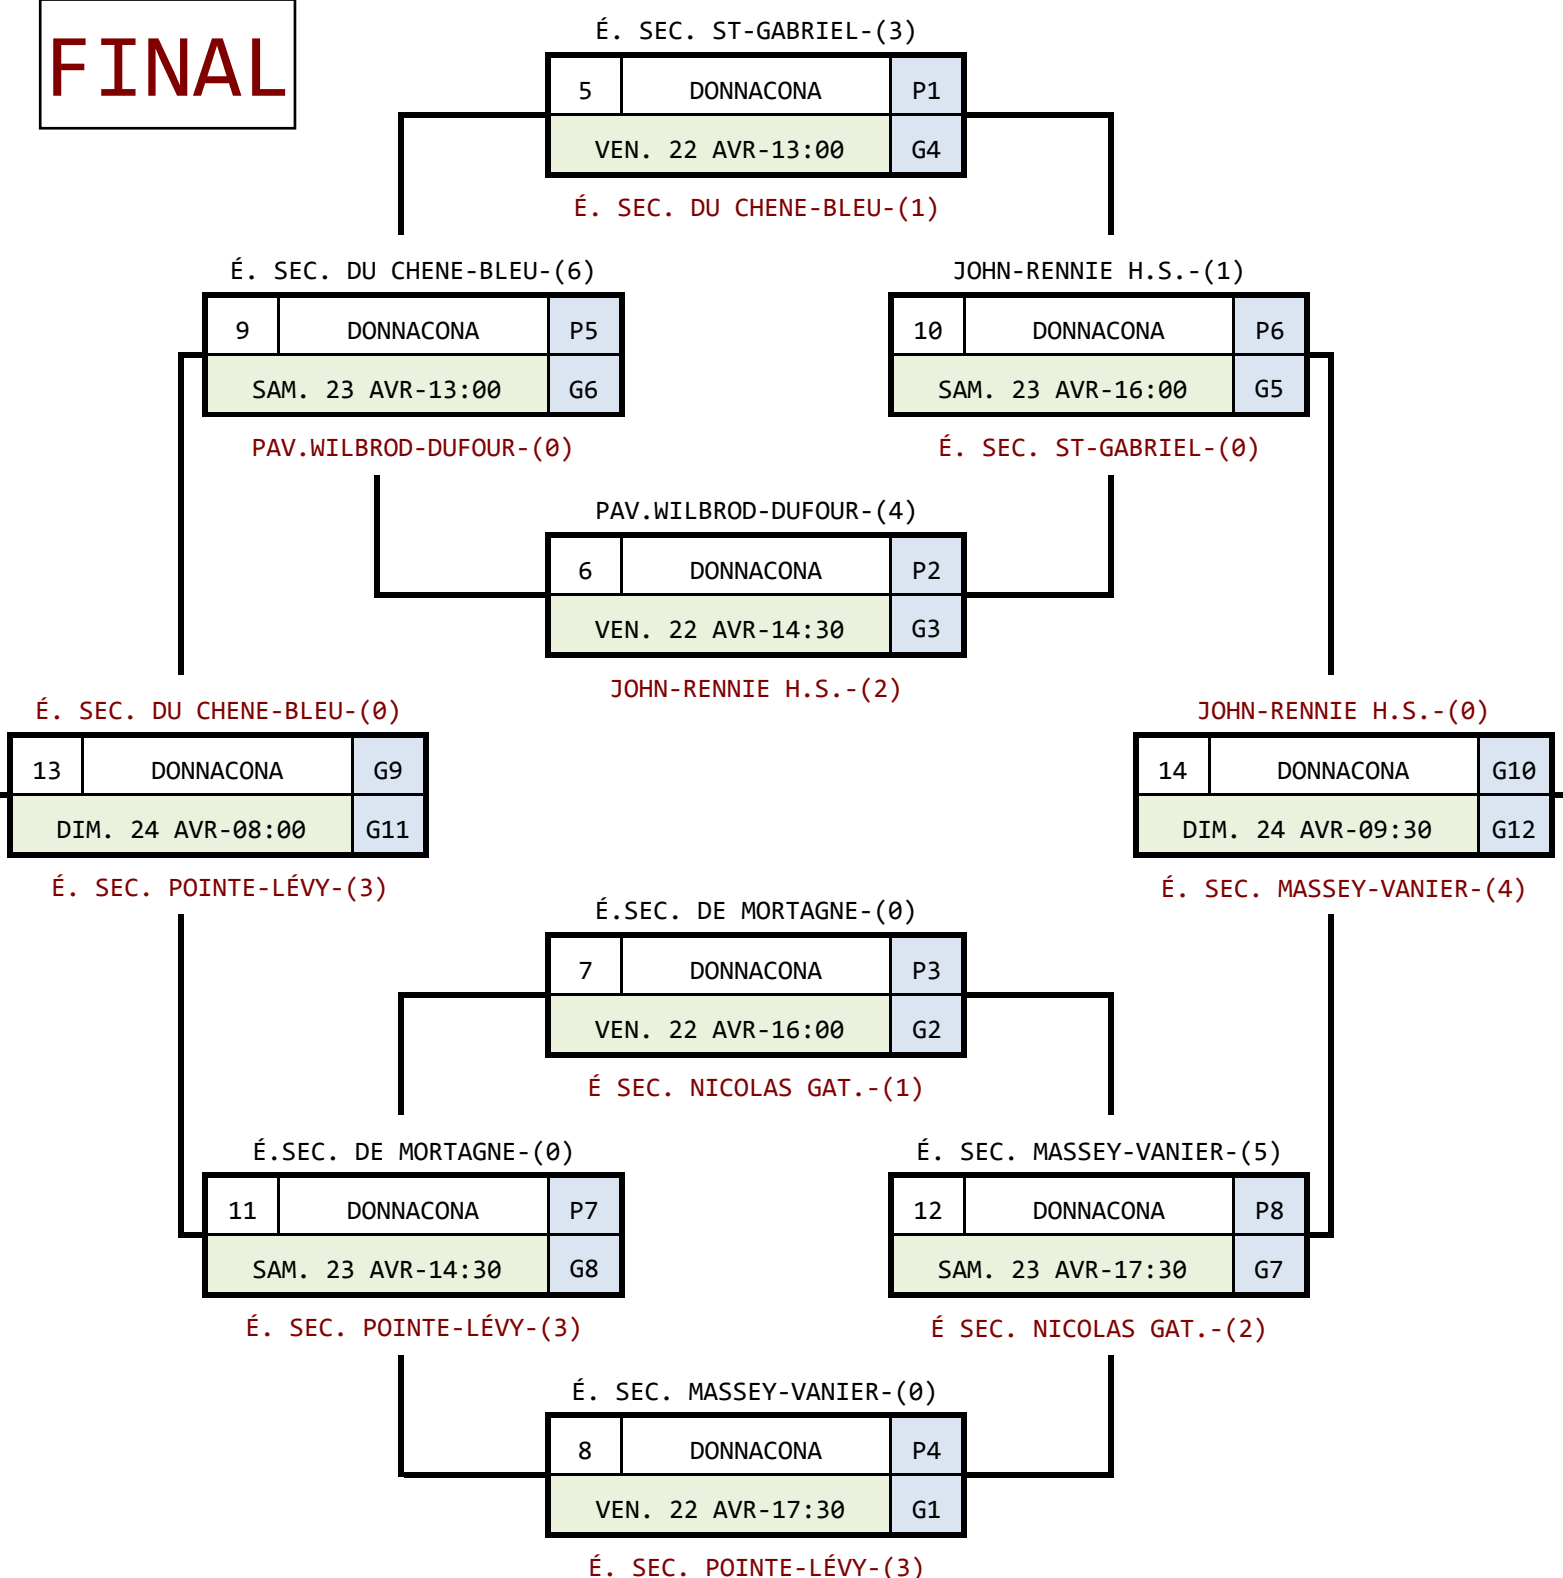 FINAL
É. SEC. ST-GABRIEL-(3)
5 DONNACONA P1
VEN. 22 AVR-13:00 G4
É. SEC. DU CHENE-BLEU-(1)
É. SEC. DU CHENE-BLEU-(6)
9 DONNACONA P5
SAM. 23 AVR-13:00 G6
PAV.WILBROD-DUFOUR-(0)
JOHN-RENNIE H.S.-(1)
10 DONNACONA P6
SAM. 23 AVR-16:00 G5
É. SEC. ST-GABRIEL-(0)
PAV.WILBROD-DUFOUR-(4)
6 DONNACONA P2
VEN. 22 AVR-14:30 G3
JOHN-RENNIE H.S.-(2)
É. SEC. DU CHENE-BLEU-(0)
13 DONNACONA G9
DIM. 24 AVR-08:00 G11
É. SEC. POINTE-LÉVY-(3)
JOHN-RENNIE H.S.-(0)
14 DONNACONA G10
DIM. 24 AVR-09:30 G12
É. SEC. MASSEY-VANIER-(4)
É.SEC. DE MORTAGNE-(0)
7 DONNACONA P3
VEN. 22 AVR-16:00 G2
É SEC. NICOLAS GAT.-(1)
É.SEC. DE MORTAGNE-(0)
11 DONNACONA P7
SAM. 23 AVR-14:30 G8
É. SEC. POINTE-LÉVY-(3)
É. SEC. MASSEY-VANIER-(5)
12 DONNACONA P8
SAM. 23 AVR-17:30 G7
É SEC. NICOLAS GAT.-(2)
É. SEC. MASSEY-VANIER-(0)
8 DONNACONA P4
VEN. 22 AVR-17:30 G1
É. SEC. POINTE-LÉVY-(3)